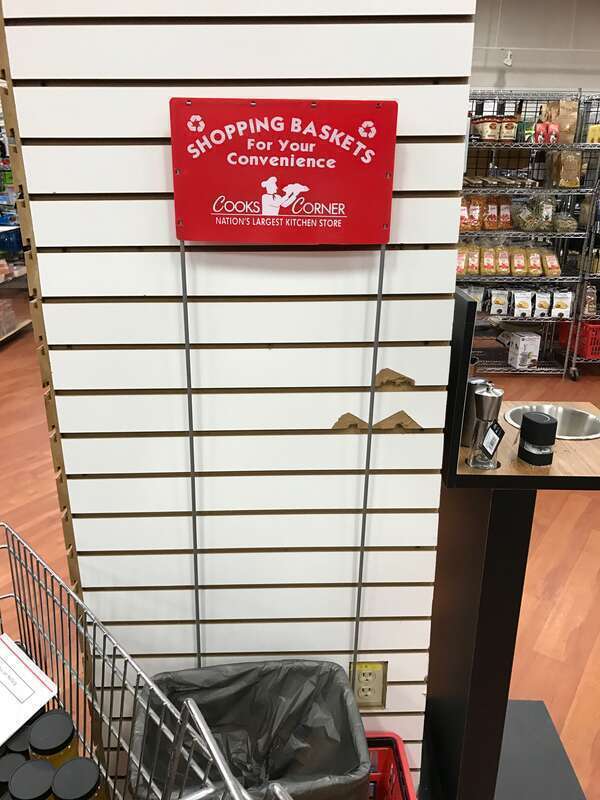 SHOPPING BASKETS
For Your
Convenience
COOKS CORNER
NATION'S LARGEST KITCHEN STORE